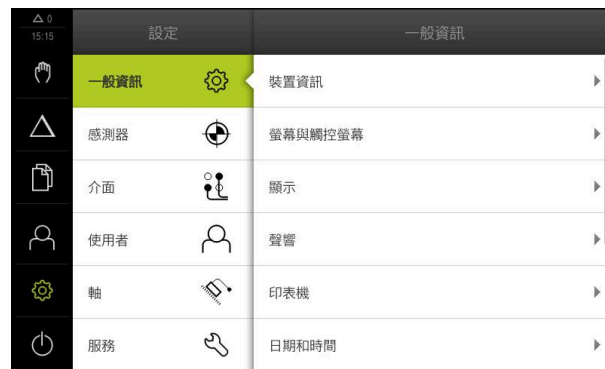 △ 0
15:15
設定
一般資訊
一般資訊
感測器
介面
使用者
軸
服務
裝置資訊
螢幕與觸控螢幕
顯示
聲響
印表機
日期和時間